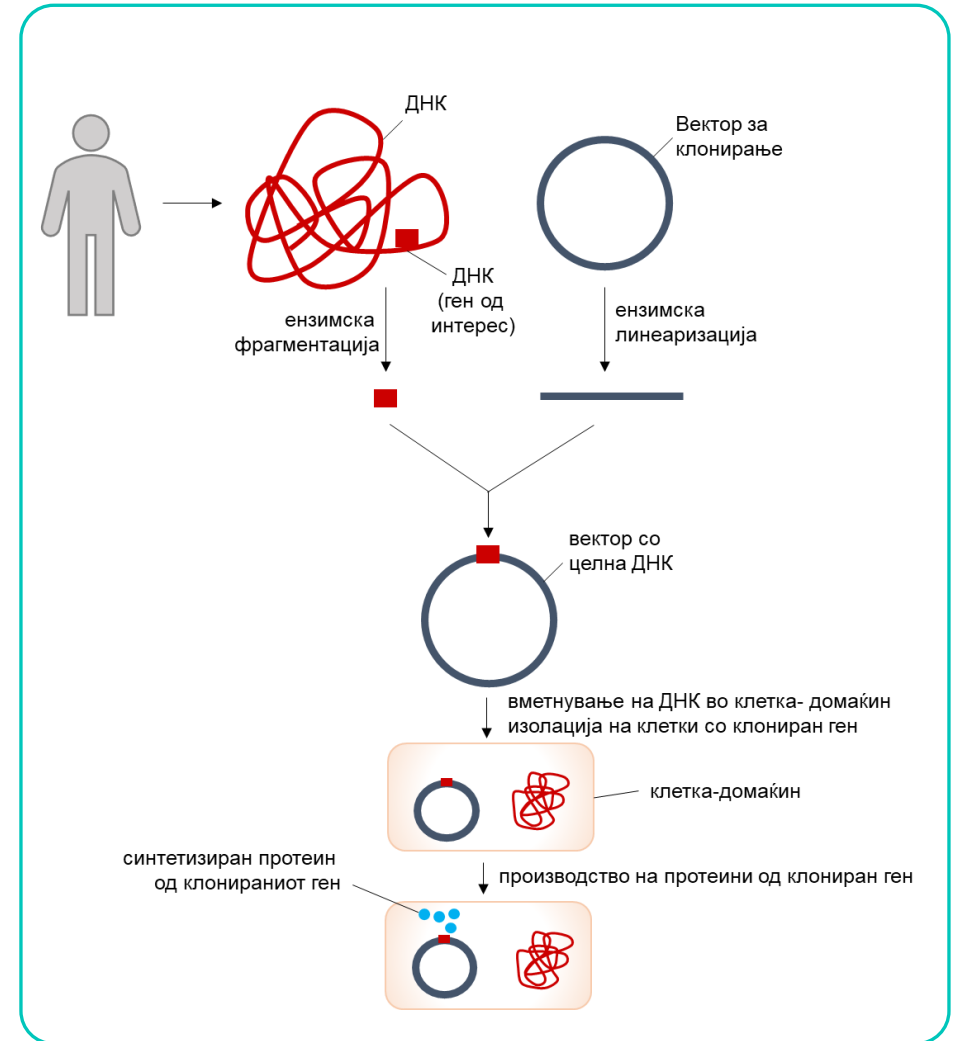 ДНК
Вектор за
клонирање
ДНК
(ген од
интерес)
ензимска
фрагментација
ензимска
линеаризација
вектор со
целна ДНК
вметнување на ДНК во клетка- домаќин
изолација на клетки со клониран ген
клетка-домаќин
синтетизиран протеин
од клонираниот ген
производство на протеини од клониран ген